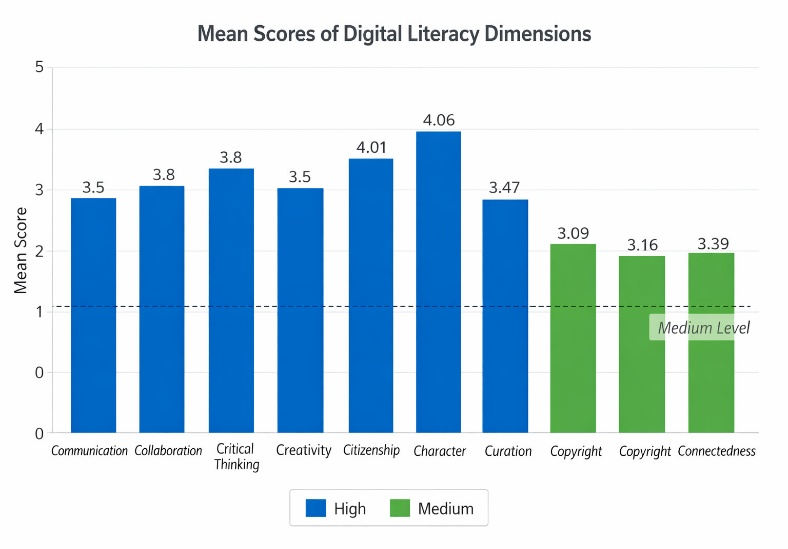 Mean Scores of Digital Literacy Dimensions
Mean Score
5
4
3
2
1
0
0
3.5
3.8
3.8
3.5
4.01
4.06
3.47
3.09
3.16
3.39
Medium Level
Communication
Collaboration
Critical
Thinking
Creativity
Citizenship
Character
Curation
Copyright
Copyright
Connectedness
High
Medium